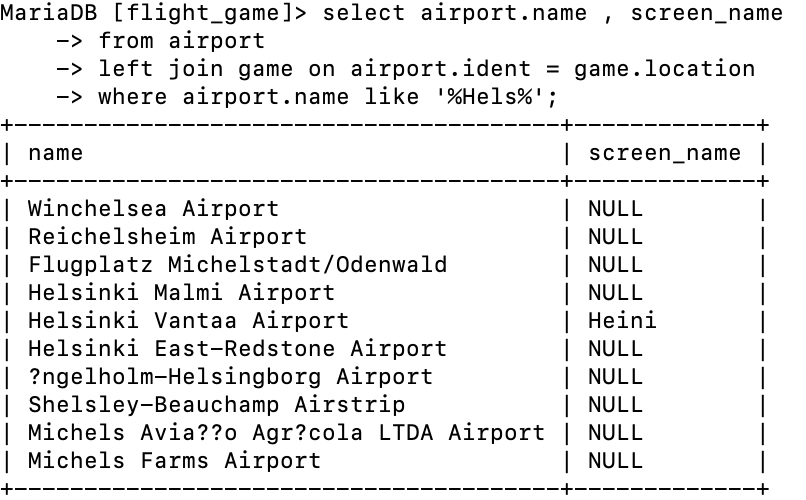 MariaDB [flight_game]> select airport.name , screen_name
    -> from airport
    -> left join game on airport.ident = game.location
    -> where airport.name like '%Hels%';
+---------------------------------------+-------------+
| name                                  | screen_name |
+---------------------------------------+-------------+
| Winchelsea Airport                    | NULL        |
| Reichelsheim Airport                  | NULL        |
| Flugplatz Michelstadt/Odenwald        | NULL        |
| Helsinki Malmi Airport                | NULL        |
| Helsinki Vantaa Airport               | Heini       |
| Helsinki East-Redstone Airport        | NULL        |
| ?ngelholm-Helsingborg Airport         | NULL        |
| Shelsley-Beauchamp Airstrip           | NULL        |
| Michels Avia??o Agr?cola LTDA Airport | NULL        |
| Michels Farms Airport                 | NULL        |
+---------------------------------------+-------------+